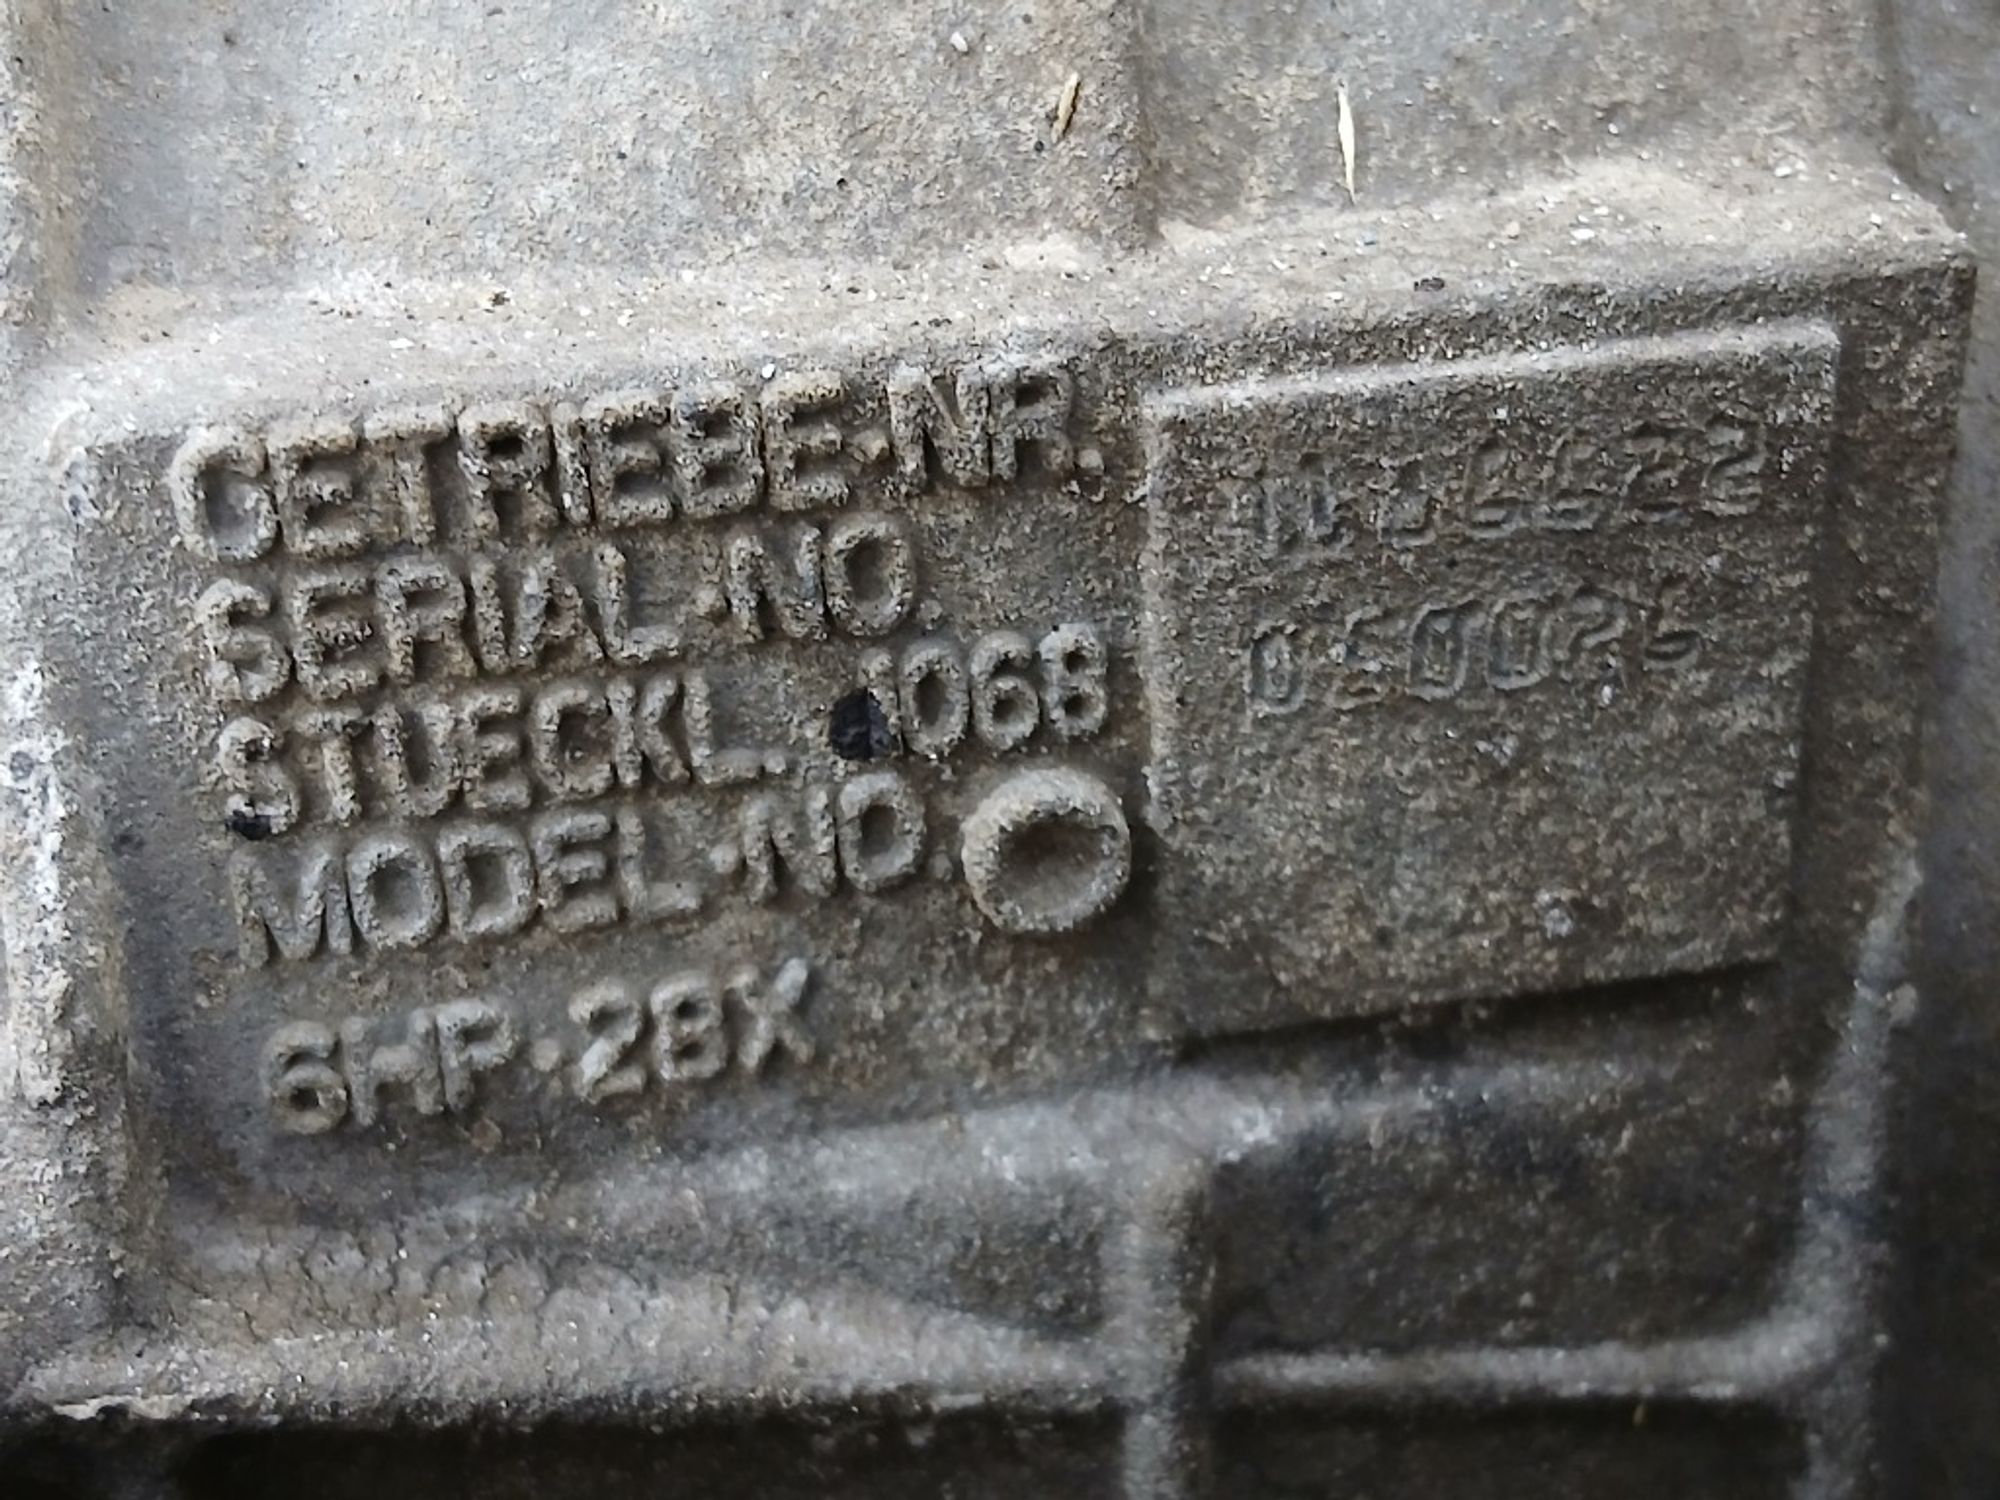 GETRIEBE-NR.
SERIAL-NO.
STUECKL. 1068
MODEL-NO.
6HP-28X